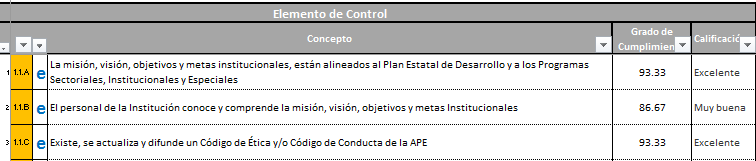 Elemento de Control
Concepto
Grado de
Cumplimien
Calificació
1
1.1.A
e
La misión, visión, objetivos y metas institucionales, están alineados al Plan Estatal de Desarrollo y a los Programas
Sectoriales, Institucionales y Especiales
93.33
Excelente
2
1.1.B
e
El personal de la Institución conoce y comprende la misión, visión, objetivos y metas Institucionales
86.67
Muy buena
3
1.1.C
e
Existe, se actualiza y difunde un Código de Ética y/o Código de Conducta de la APE
93.33
Excelente